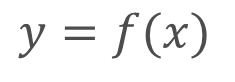 y = f(x)